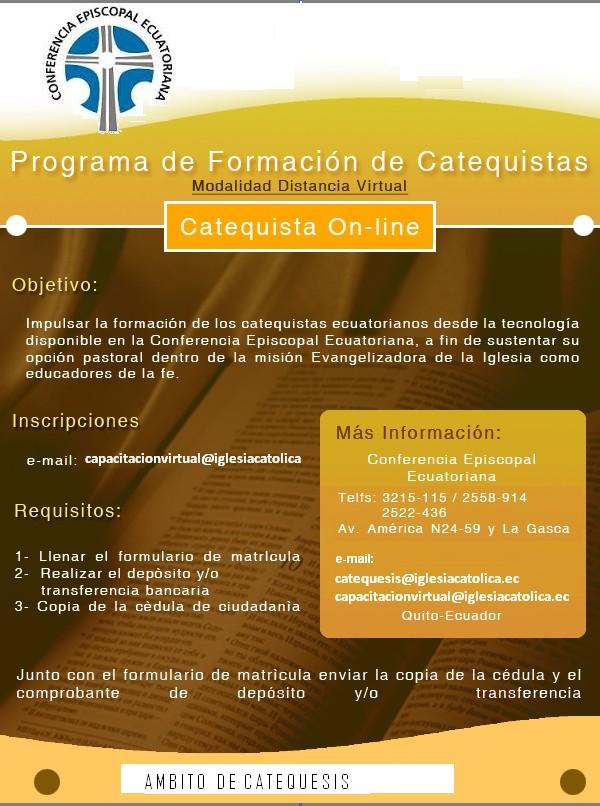 CONFERENCIA EPISCOPAL ECUATORIANA
Programa de Formación de Catequistas
Modalidad Distancia Virtual
Catequista On-line
Objetivo:
Impulsar la formación de los catequistas ecuatorianos desde la tecnología
disponible en la Conferencia Episcopal Ecuatoriana, a fin de sustentar su
opción pastoral dentro de la misión Evangelizadora de la Iglesia como
educadores de la fe.
Inscripciones
e-mail: capacitacionvirtual@iglesiacatolica
Requisitos:
1- Llenar el formulario de matrIcula
2- Realizar el depòsito y/o
transferencia bancaria
3- Copia de la cèdula de ciudadanìa
Más Información:
Conferencia Episcopal
Ecuatoriana
Telfs: 3215-115 / 2558-914
2522-436
Av. América N24-59 y La Gasca
e-mail:
catequesis@iglesiacatolica.ec
capacitacionvirtual@iglesiacatolica.ec
Quito-Ecuador
Junto con el formulario de matrìcula enviar la copia de la cédula y el
comprobante de depósito y/o transferencia
AMBITO DE CATEQUESIS